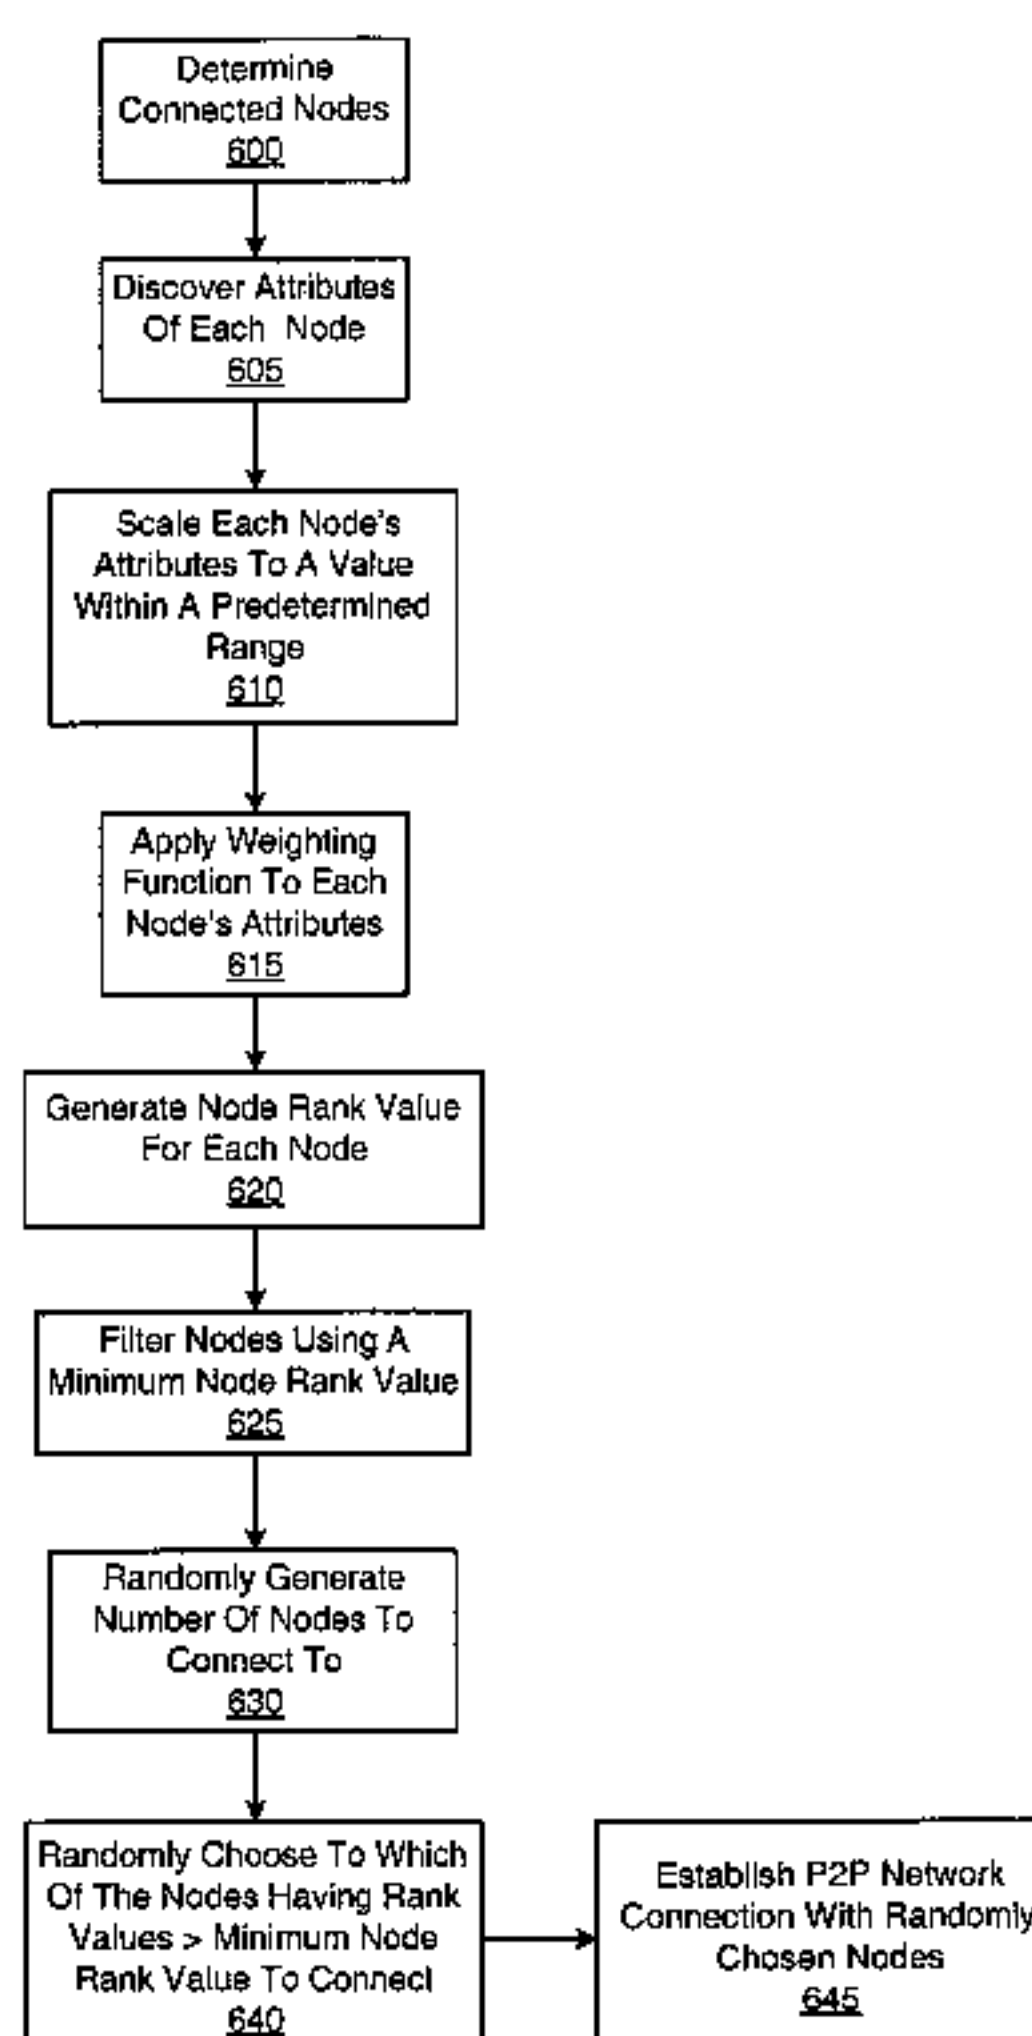 Determine
Connected Nodes
600
Discover Attributes
Of Each Node
605
Scale Each Node's
Attributes To A Value
Within A Predetermined
Range
610
Apply Weighting
Function To Each
Node's Attributes
615
Generate Node Rank Value
For Each Node
620
Filter Nodes Using A
Minimum Node Rank Value
625
Randomly Generate
Number Of Nodes To
Connect To
630
Randomly Choose To Which
Of The Nodes Having Rank
Values > Minimum Node
Rank Value To Connect
640
Establish P2P Network
Connection With Randomly
Chosen Nodes
645